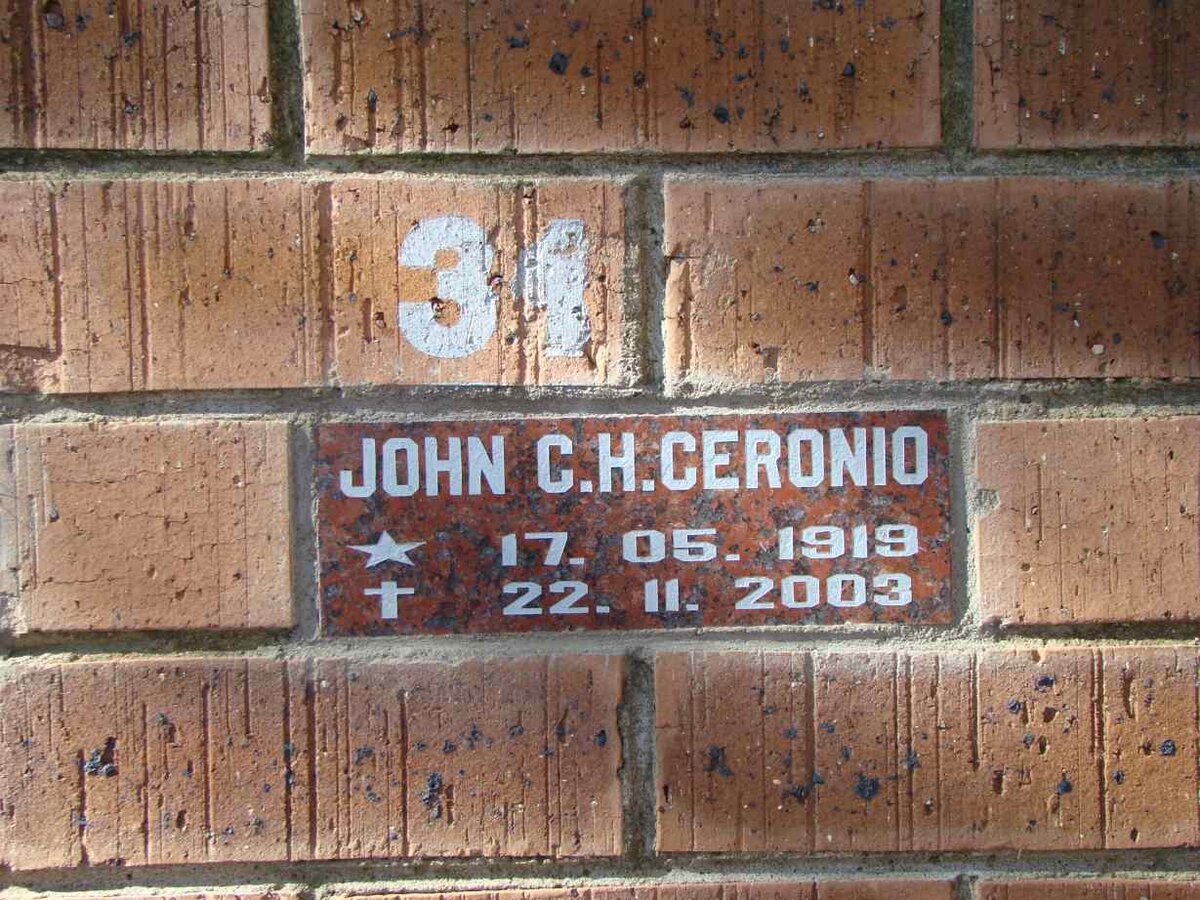 31
JOHN C.H.CERONIO
★ 17. 05. 1919
✝ 22. 11. 2003